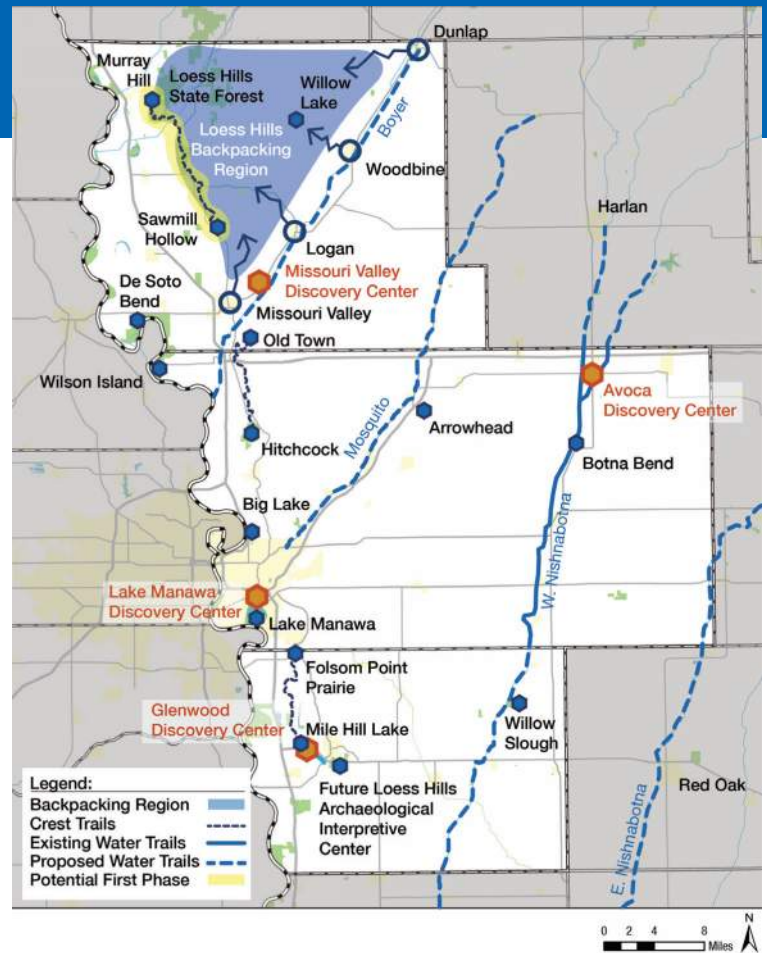 Dunlap
Murray
Hill
Loess Hills
State Forest
Willow
Lake
Boyer
Loess Hills
Backpacking
Region
Woodbine
Harlan
Sawmill
Hollow
Logan
De Soto
Bend
Missouri Valley
Discovery Center
Missouri Valley
Old Town
Wilson Island
Avoca
Discovery Center
Mosquito
Arrowhead
Hitchcock
Botna Bend
Big Lake
W. Nishnabotna
Lake Manawa
Discovery Center
Lake Manawa
Folsom Point
Prairie
Glenwood
Discovery Center
Mile Hill Lake
Willow
Slough
Future Loess Hills
Archaeological
Interpretive
Center
Red Oak
E. Nishnabotna
Legend:
Backpacking Region
Crest Trails
Existing Water Trails
Proposed Water Trails
Potential First Phase
N
0 2 4 8
Miles